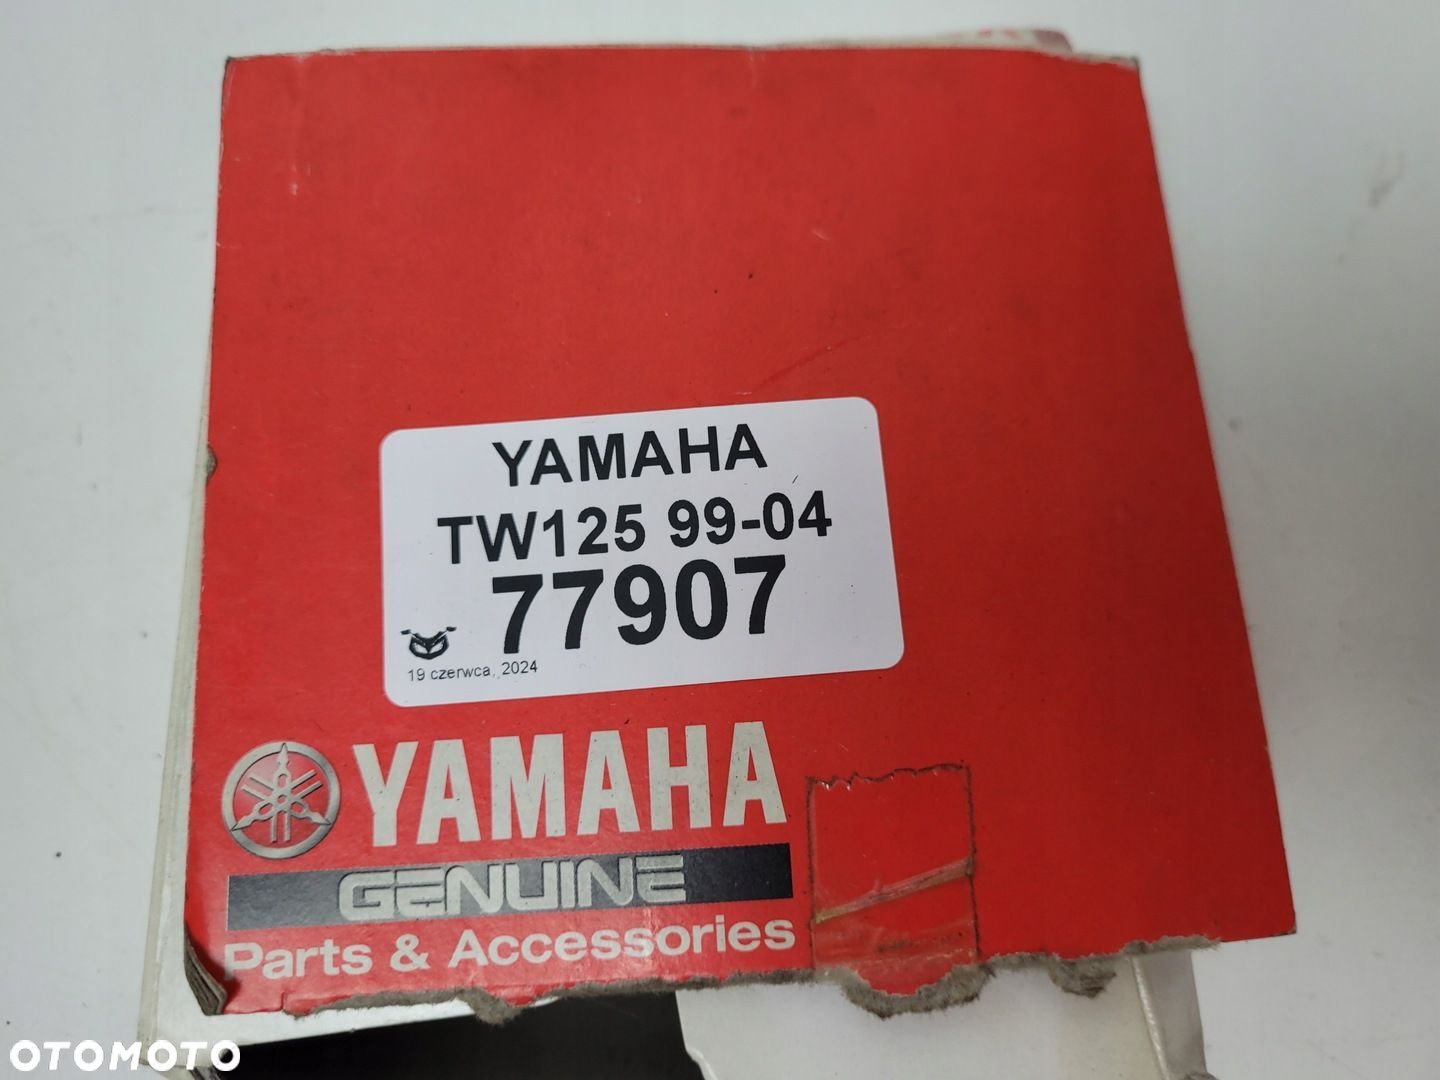 YAMAHA
TW125 99-04
77907
19 czerwca, 2024
YAMAHA
GENUINE
Parts & Accessories
OTOMOTO